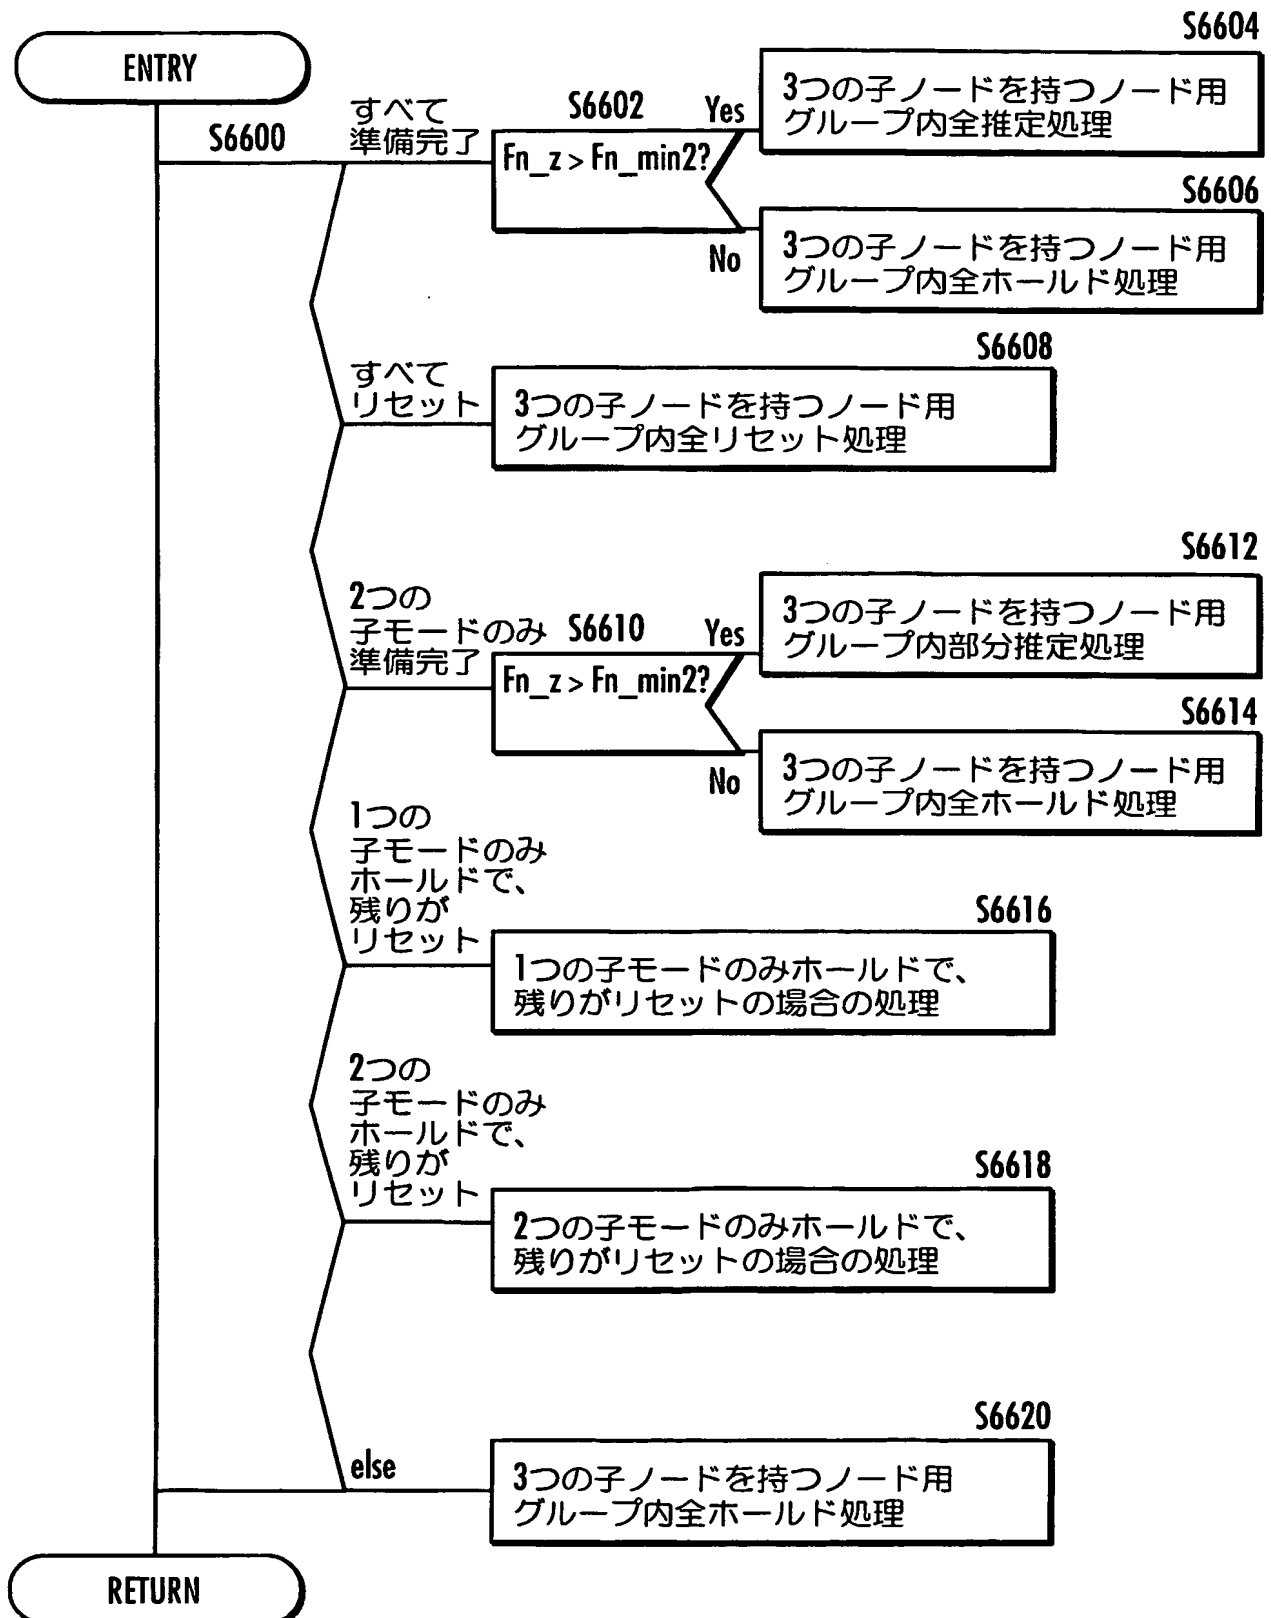 ENTRY
S6600
すべて
準備完了
S6602
Fn_z > Fn_min2?
Yes
S6604
3つの子ノードを持つノード用
グループ内全推定処理
No
S6606
3つの子ノードを持つノード用
グループ内全ホールド処理
すべて
リセット
S6608
3つの子ノードを持つノード用
グループ内全リセット処理
2つの
子モードのみ
準備完了
S6610
Fn_z > Fn_min2?
Yes
S6612
3つの子ノードを持つノード用
グループ内部分推定処理
No
S6614
3つの子ノードを持つノード用
グループ内全ホールド処理
1つの
子モードのみ
ホールドで、
残りが
リセット
S6616
1つの子モードのみホールドで、
残りがリセットの場合の処理
2つの
子モードのみ
ホールドで、
残りが
リセット
S6618
2つの子モードのみホールドで、
残りがリセットの場合の処理
else
S6620
3つの子ノードを持つノード用
グループ内全ホールド処理
RETURN